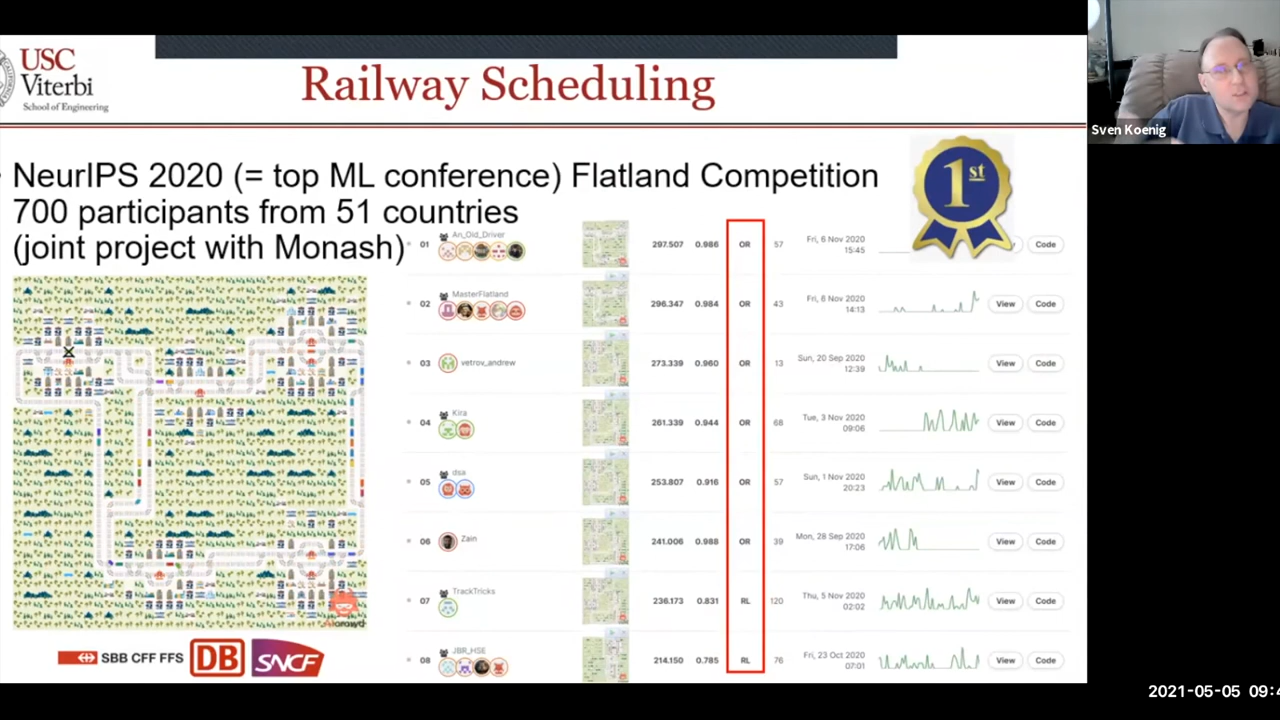 USC
Viterbi
School of Engineering
Railway Scheduling
Sven Koenig
NeurIPS 2020 (= top ML conference) Flatland Competition
700 participants from 51 countries
(joint project with Monash)
1st
01 An_Old_Driver 297.507 0.986 OR 57 Fri, 6 Nov 2020 15:45 Code
02 MasterFlatland 296.347 0.984 OR 43 Fri, 6 Nov 2020 14:13 View Code
03 vetrov_andrew 273.339 0.960 OR 13 Sun, 20 Sep 2020 12:39 View Code
04 Kira 261.339 0.944 OR 68 Tue, 3 Nov 2020 09:06 View Code
05 dsa 253.807 0.916 OR 57 Sun, 1 Nov 2020 20:23 View Code
06 Zain 241.006 0.988 OR 39 Mon, 28 Sep 2020 17:06 View Code
07 TrackTricks 236.173 0.831 RL 120 Thu, 5 Nov 2020 02:02 View Code
08 JBR_HSE 214.150 0.785 RL 76 Fri, 23 Oct 2020 07:01 View Code
SBB CFF FFS DB SNCF
2021-05-05 09:4